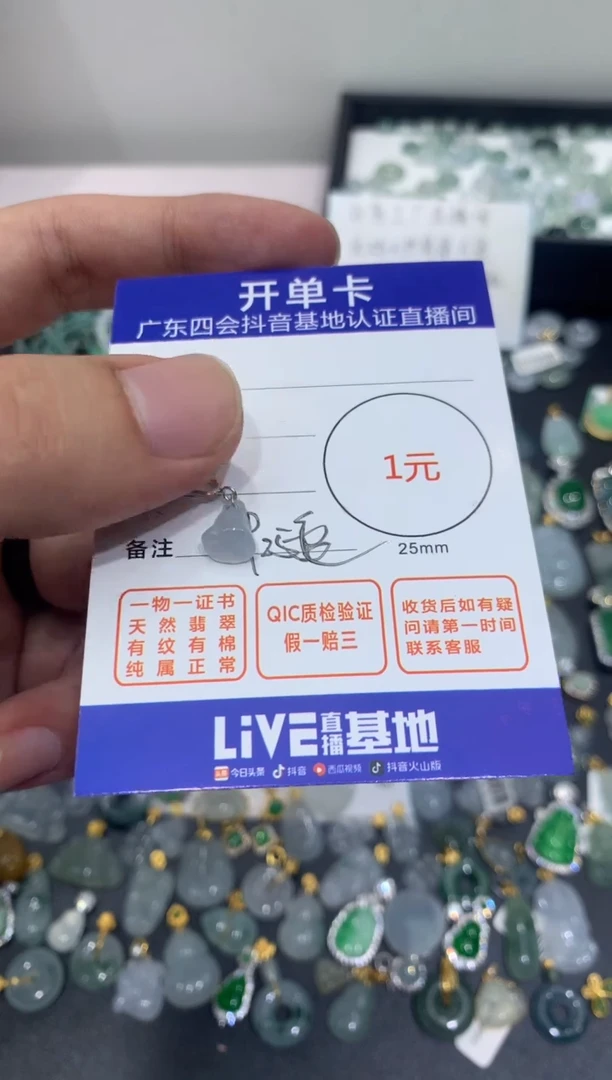 开单卡
广东四会抖音基地认证直播间
1元
备注
25mm
一物一证书
天然翡翠
有纹有棉
纯属正常
QIC质检验证
假一赔三
收货后如有疑
问请第一时间
联系客服
LiVE直播基地
头条 今日头条 抖音 西瓜视频 抖音火山版